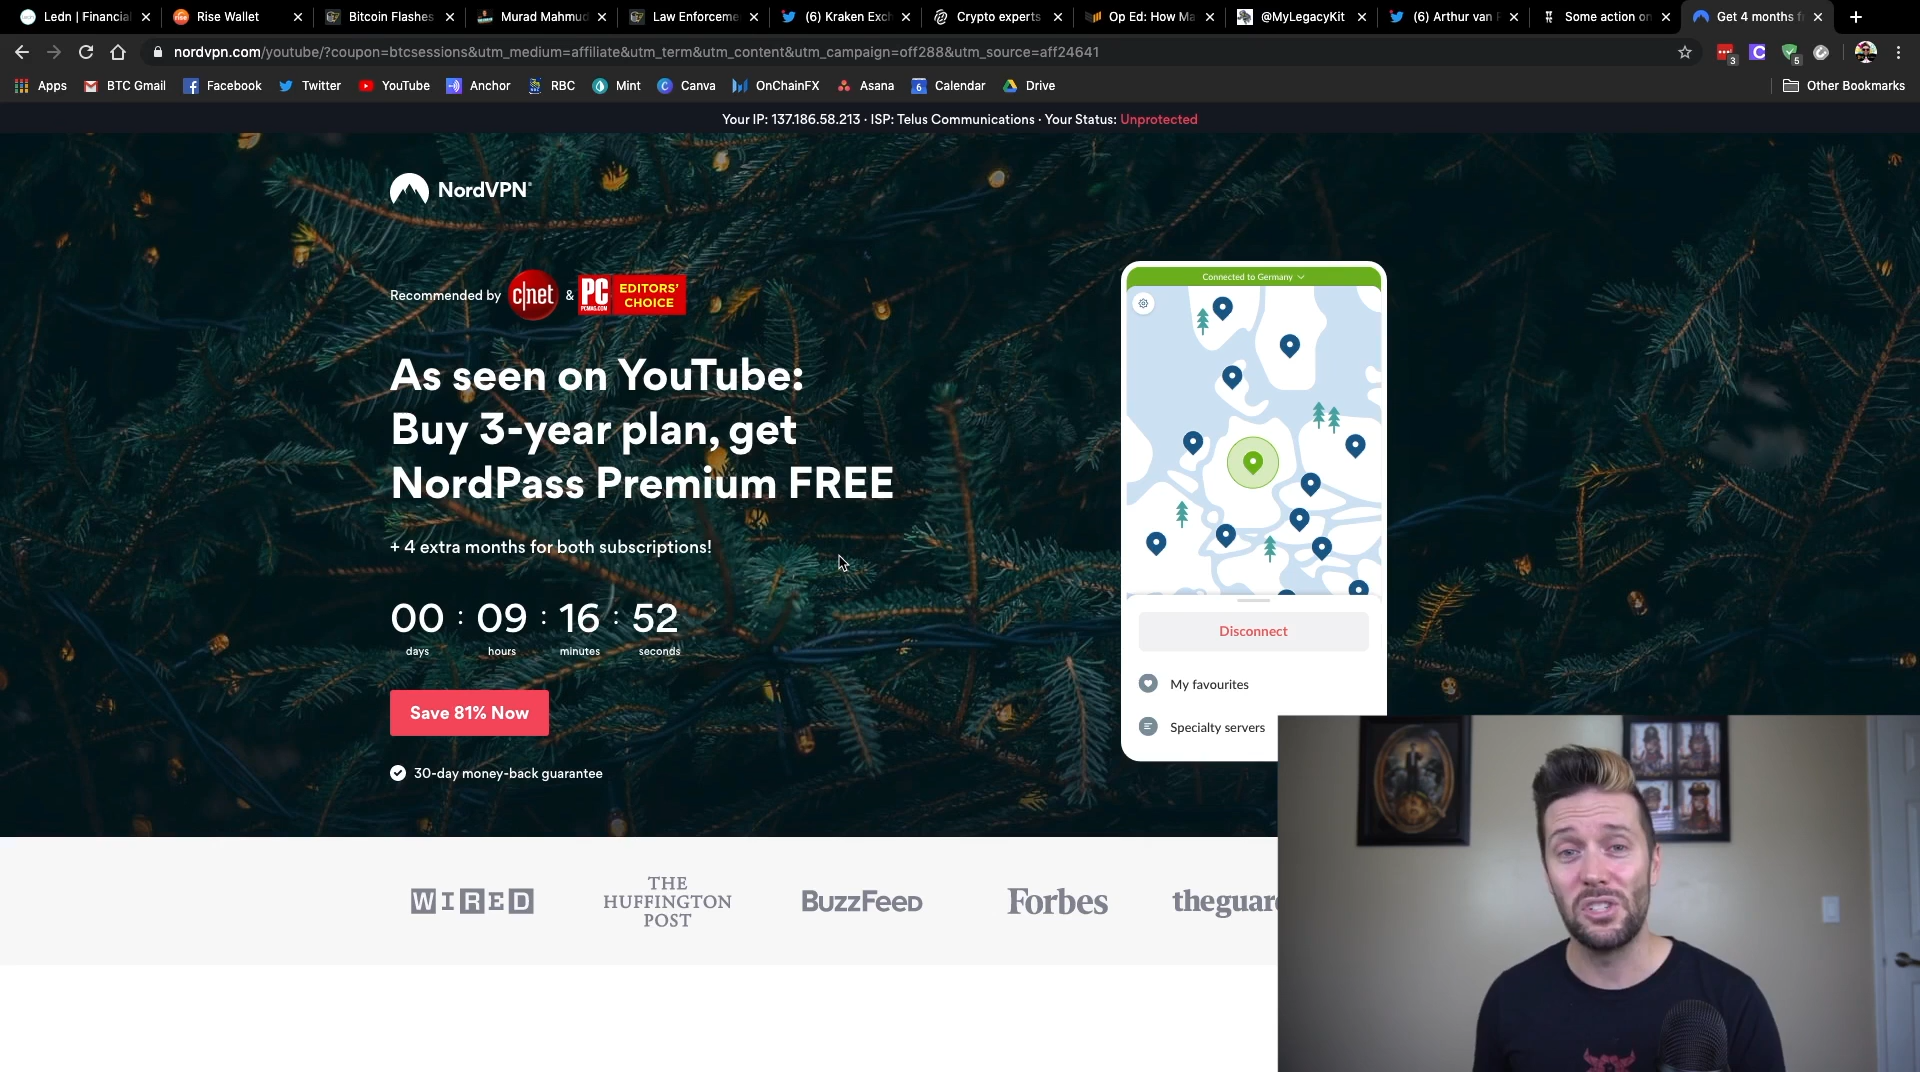 Ledn | Financial
Rise Wallet
Bitcoin Flashes
Murad Mahmud
Law Enforceme
(6) Kraken Exch
Crypto experts
Op Ed: How Ma
@MyLegacyKit
(6) Arthur van
Some action on
Get 4 months f
nordvpn.com/youtube/?coupon=btcsessions&utm_medium=affiliate&utm_term&utm_content&utm_campaign=off288&utm_source=aff24641
3
5
Apps
BTC Gmail
Facebook
Twitter
YouTube
Anchor
RBC
Mint
Canva
OnChainFX
Asana
6
Calendar
Drive
Other Bookmarks
Your IP: 137.186.58.213 · ISP: Telus Communications · Your Status: Unprotected
NordVPN®
Recommended by c|net & PC EDITORS'
PCMAG.COM CHOICE
As seen on YouTube:
Buy 3-year plan, get
NordPass Premium FREE
+ 4 extra months for both subscriptions!
00 : 09 : 16 : 52
days hours minutes seconds
Save 81% Now
30-day money-back guarantee
Connected to Germany
Disconnect
My favourites
Specialty servers
WIRED
THE
HUFFINGTON
POST
BuzzFeed
Forbes
theguar